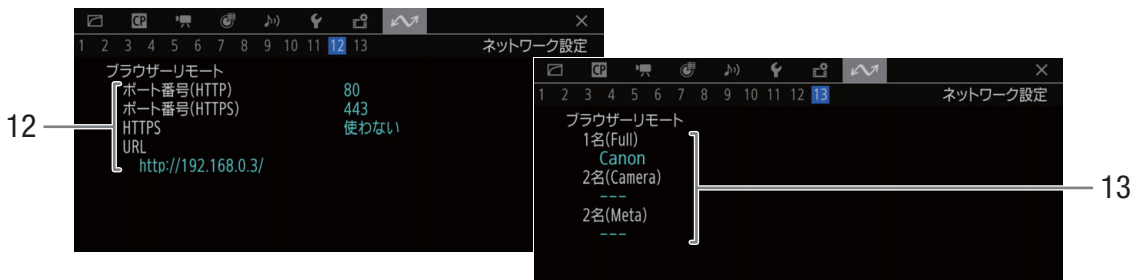 CP
1 2 3 4 5 6 7 8 9 10 11 12 13 ネットワーク設定
ブラウザーリモート
ポート番号(HTTP) 80
ポート番号(HTTPS) 443
HTTPS 使わない
URL
http://192.168.0.3/
12
CP
1 2 3 4 5 6 7 8 9 10 11 12 13 ネットワーク設定
ブラウザーリモート
1名(Full)
Canon
2名(Camera)
---
2名(Meta)
---
13